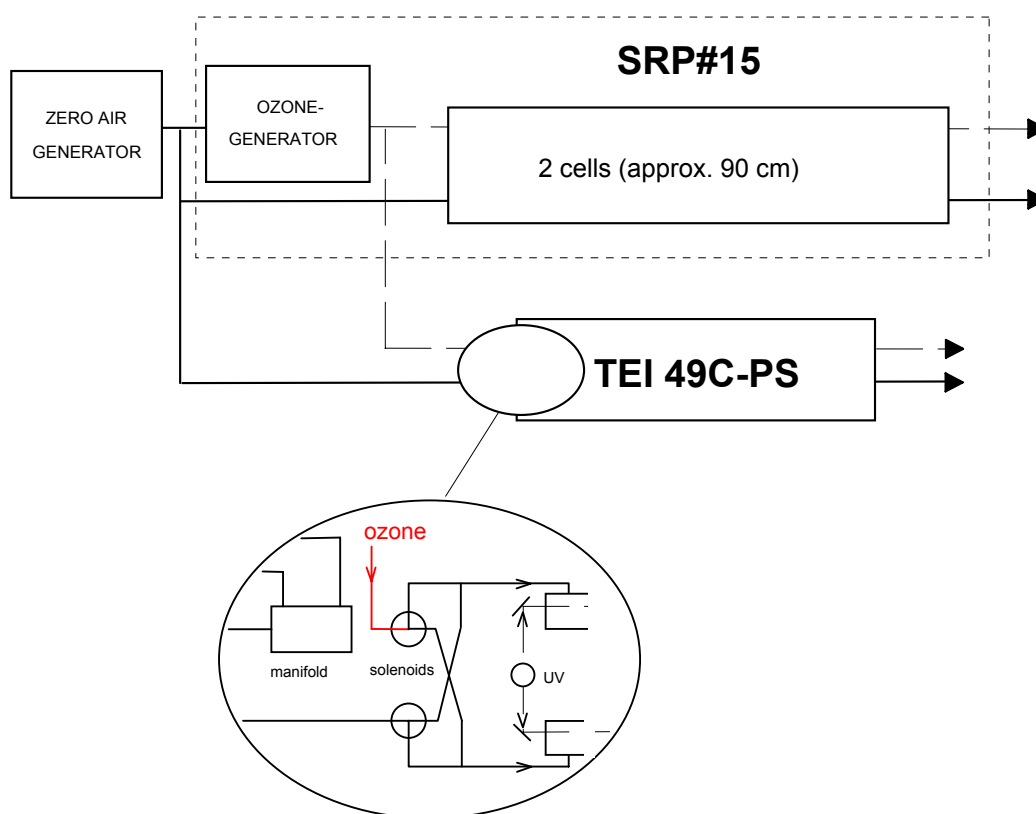 SRP#15
ZERO AIR
GENERATOR
OZONE-
GENERATOR
2 cells (approx. 90 cm)
TEI 49C-PS
ozone
manifold
solenoids
UV